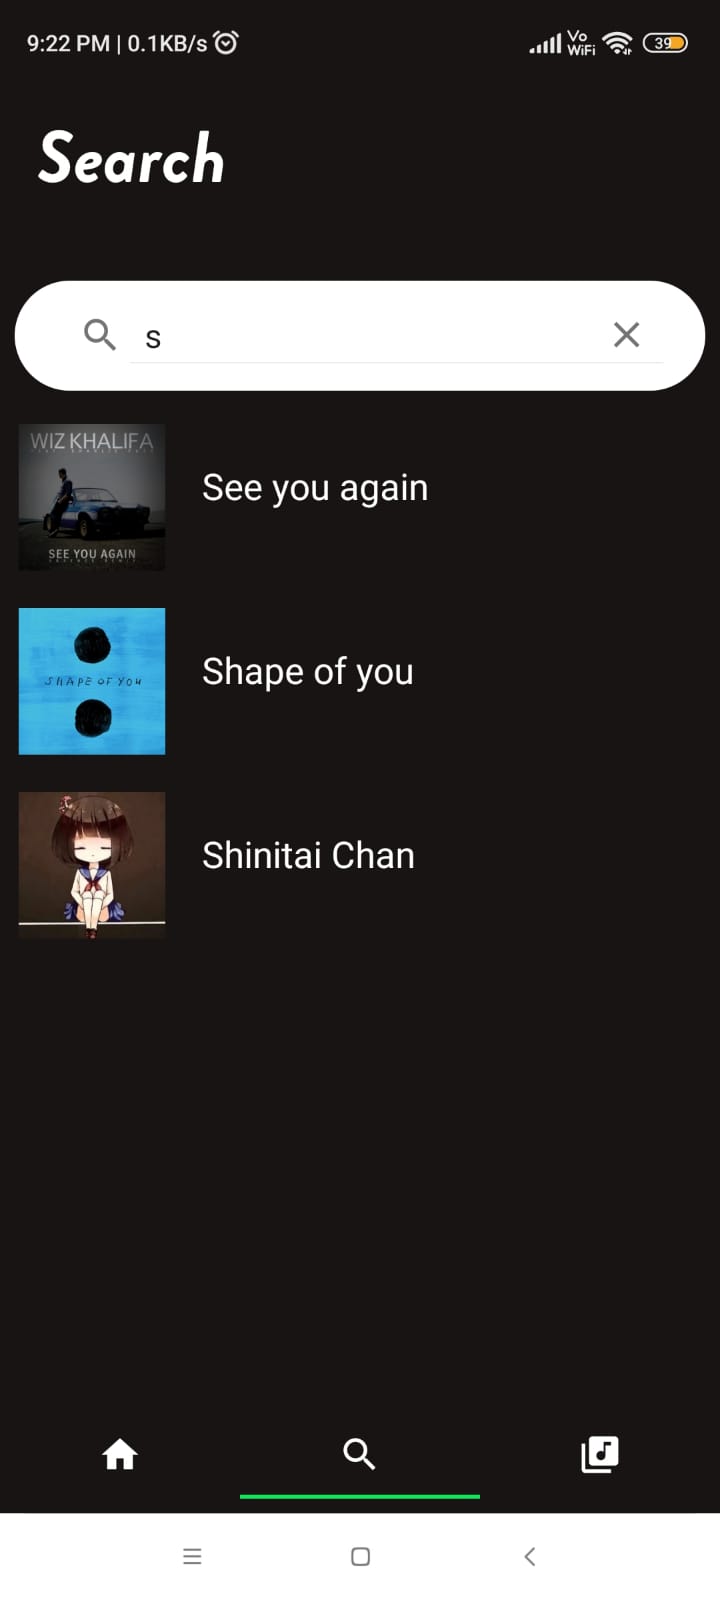 9:22 PM | 0.1KB/s
Vo
WiFi
39
Search
s
WIZ KHALIFA
SEE YOU AGAIN
See you again
SHAPE OF YOU
Shape of you
Shinitai Chan